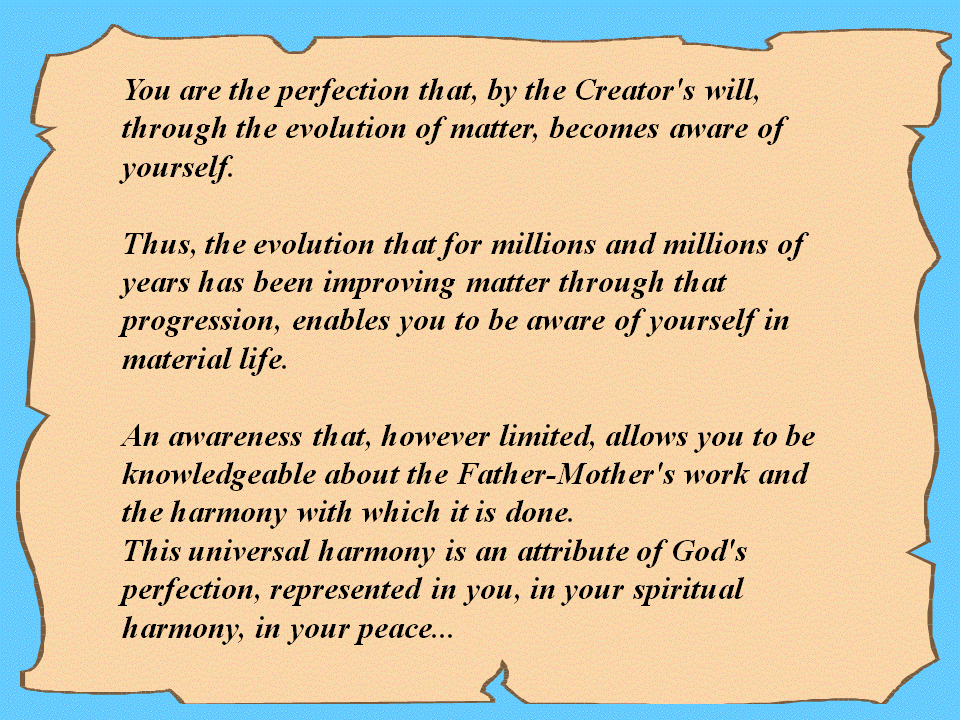 You are the perfection that, by the Creator's will,
through the evolution of matter, becomes aware of
yourself.
Thus, the evolution that for millions and millions of
years has been improving matter through that
progression, enables you to be aware of yourself in
material life.
An awareness that, however limited, allows you to be
knowledgeable about the Father-Mother's work and
the harmony with which it is done.
This universal harmony is an attribute of God's
perfection, represented in you, in your spiritual
harmony, in your peace...